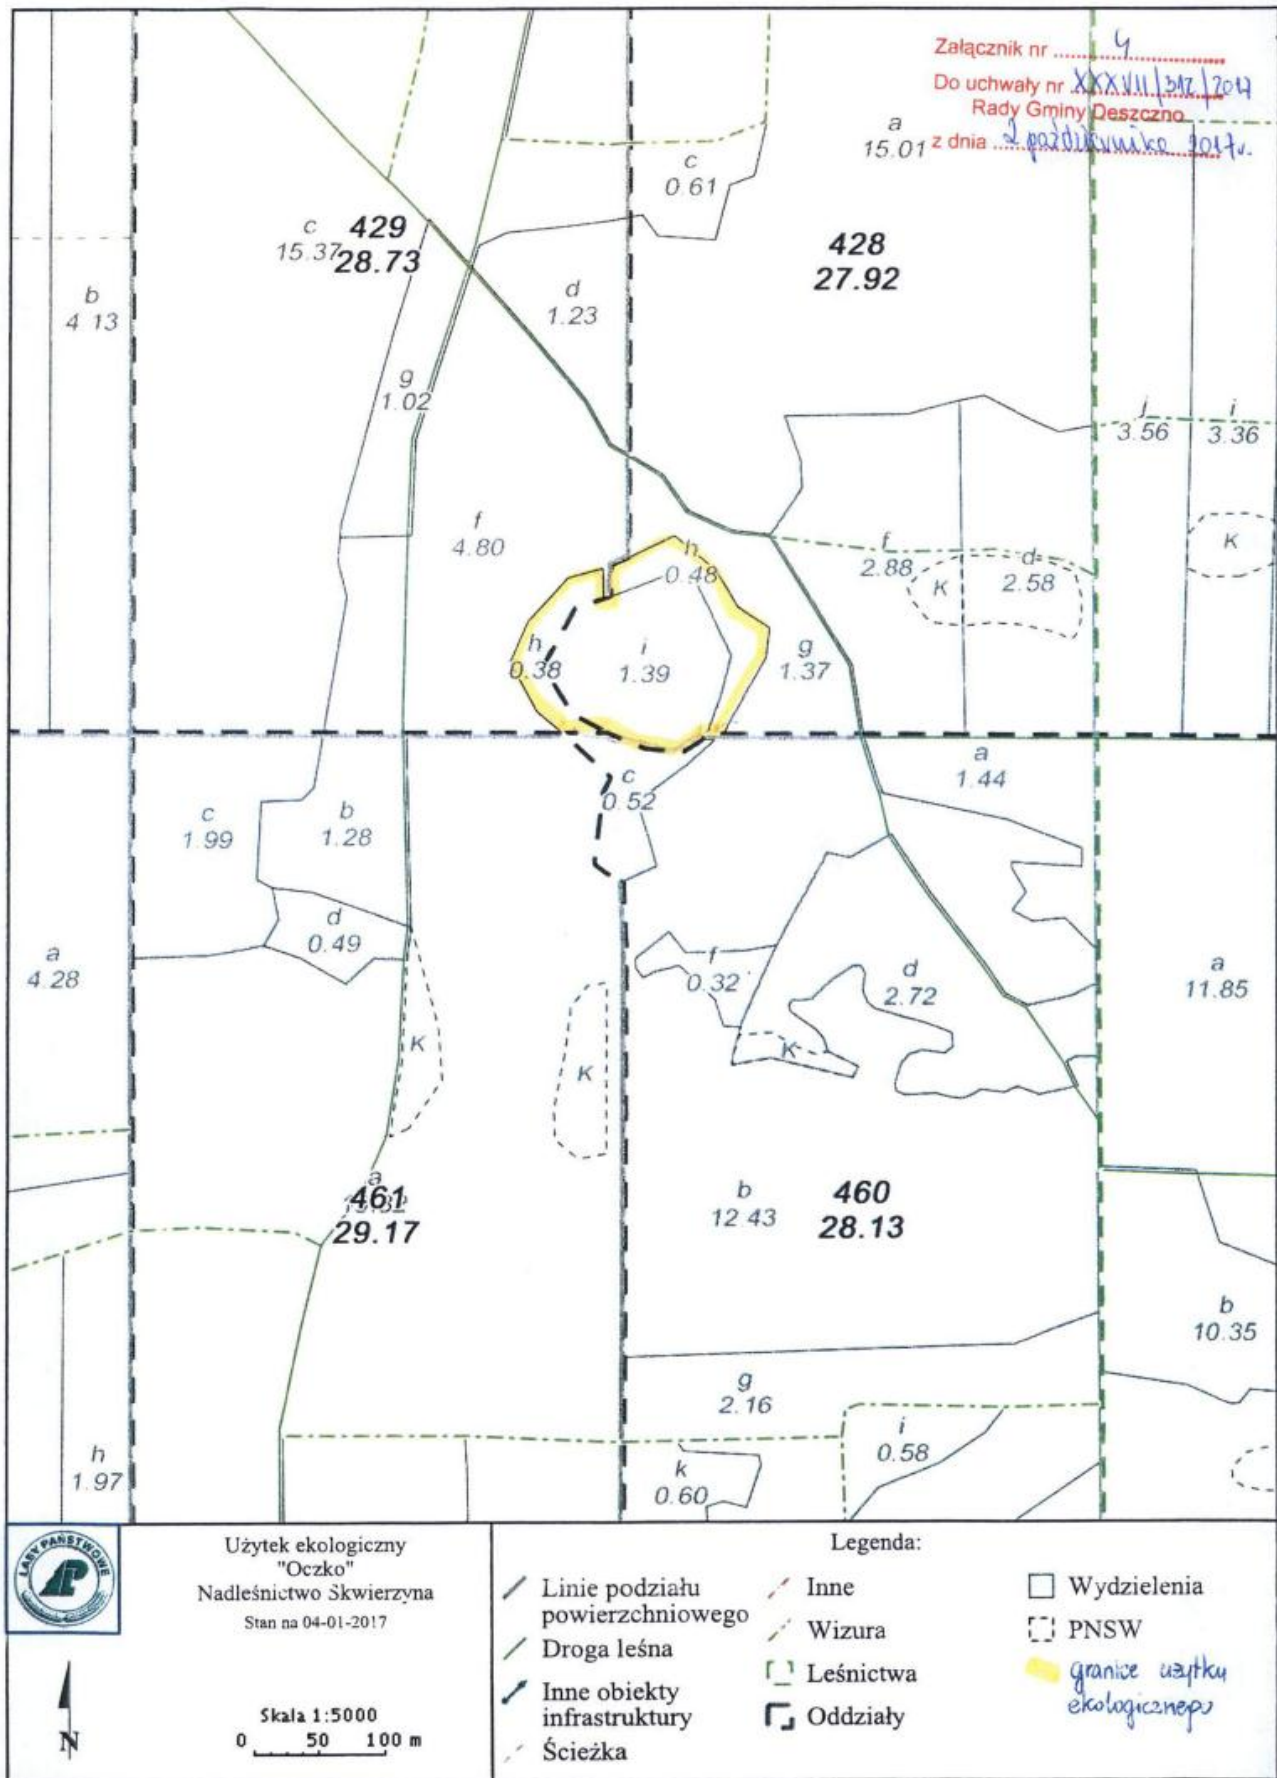 Załącznik nr 4
Do uchwały nr XXXVII/312/2017
Rady Gminy Deszczno
z dnia 2 października 2017r.
a
15.01
c
0.61
c
15.37
429
28.73
428
27.92
b
4.13
d
1.23
g
1.02
j
3.56
i
3.36
f
4.80
h
0.48
f
2.88
K
d
2.58
K
h
0.38
i
1.39
g
1.37
a
1.44
c
0.52
c
1.99
b
1.28
d
0.49
a
4.28
f
0.32
d
2.72
a
11.85
K
K
K
a
461
29.17
b
12.43
460
28.13
b
10.35
g
2.16
i
0.58
h
1.97
k
0.60
LASY PAŃSTWOWE
Użytek ekologiczny
"Oczko"
Nadleśnictwo Skwierzyna
Stan na 04-01-2017
N
Skala 1:5000
0 50 100 m
Legenda:
Linie podziału
powierzchniowego
Droga leśna
Inne obiekty
infrastruktury
Ścieżka
Inne
Wizura
Leśnictwa
Oddziały
Wydzielenia
PNSW
granice użytku
ekologicznego